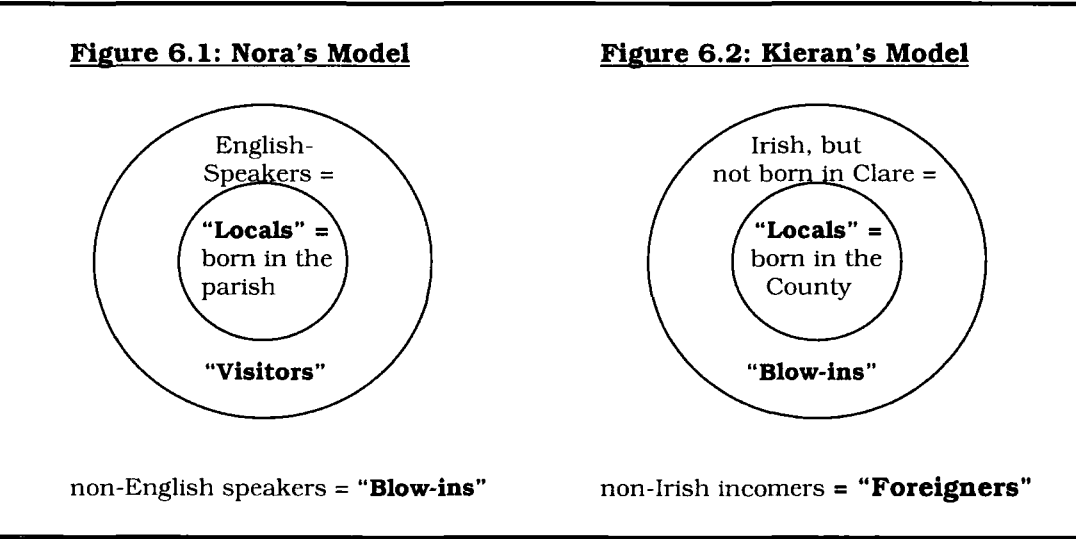 Figure 6.1: Nora's Model
English-
Speakers =
"Locals" =
born in the
parish
"Visitors"
non-English speakers = "Blow-ins"
Figure 6.2: Kieran's Model
Irish, but
not born in Clare =
"Locals" =
born in the
County
"Blow-ins"
non-Irish incomers = "Foreigners"